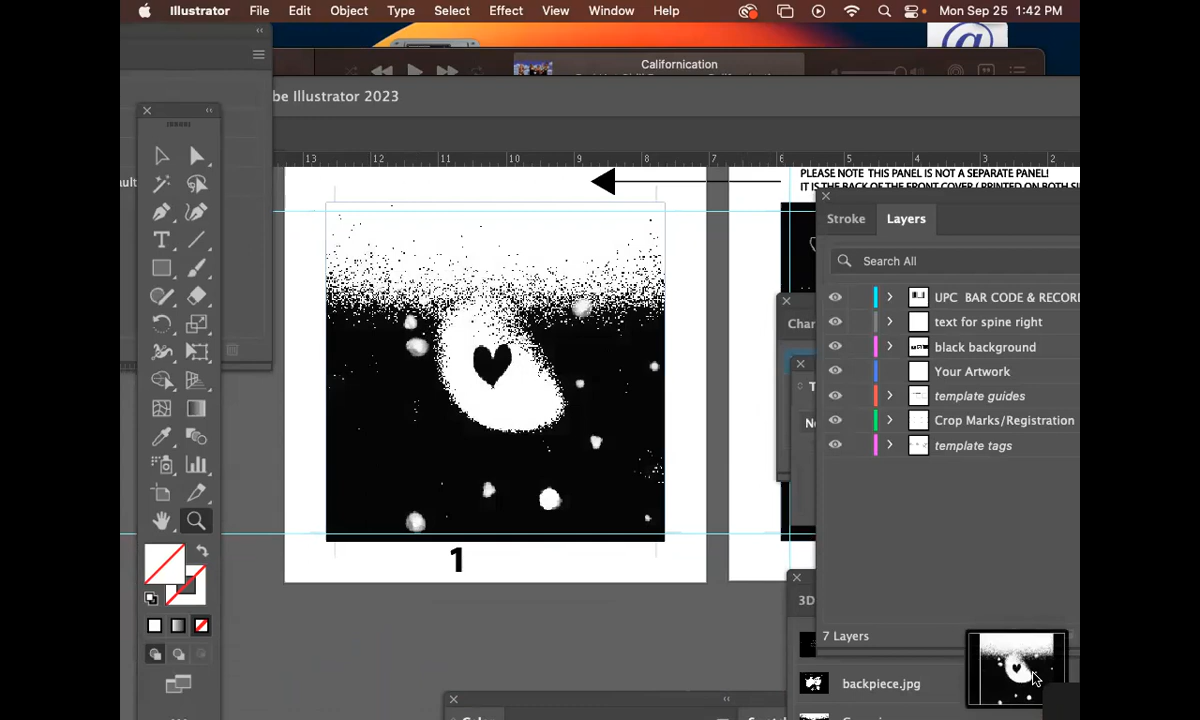 Illustrator File Edit Object Type Select Effect View Window Help Mon Sep 25 1:42 PM
@
Californication
be Illustrator 2023
13 12 11 10 9 8 7 5 4 3 2
PLEASE NOTE THIS PANEL IS NOT A SEPARATE PANEL!
IT IS THE BACK OF THE FRONT COVER ( PRINTED ON BOTH SI
ault
Stroke Layers
Search All
UPC BAR CODE & RECORI
text for spine right
Char
black background
Your Artwork
T
template guides
No
Crop Marks/Registration
template tags
1
3D
7 Layers
backpiece.jpg
Color